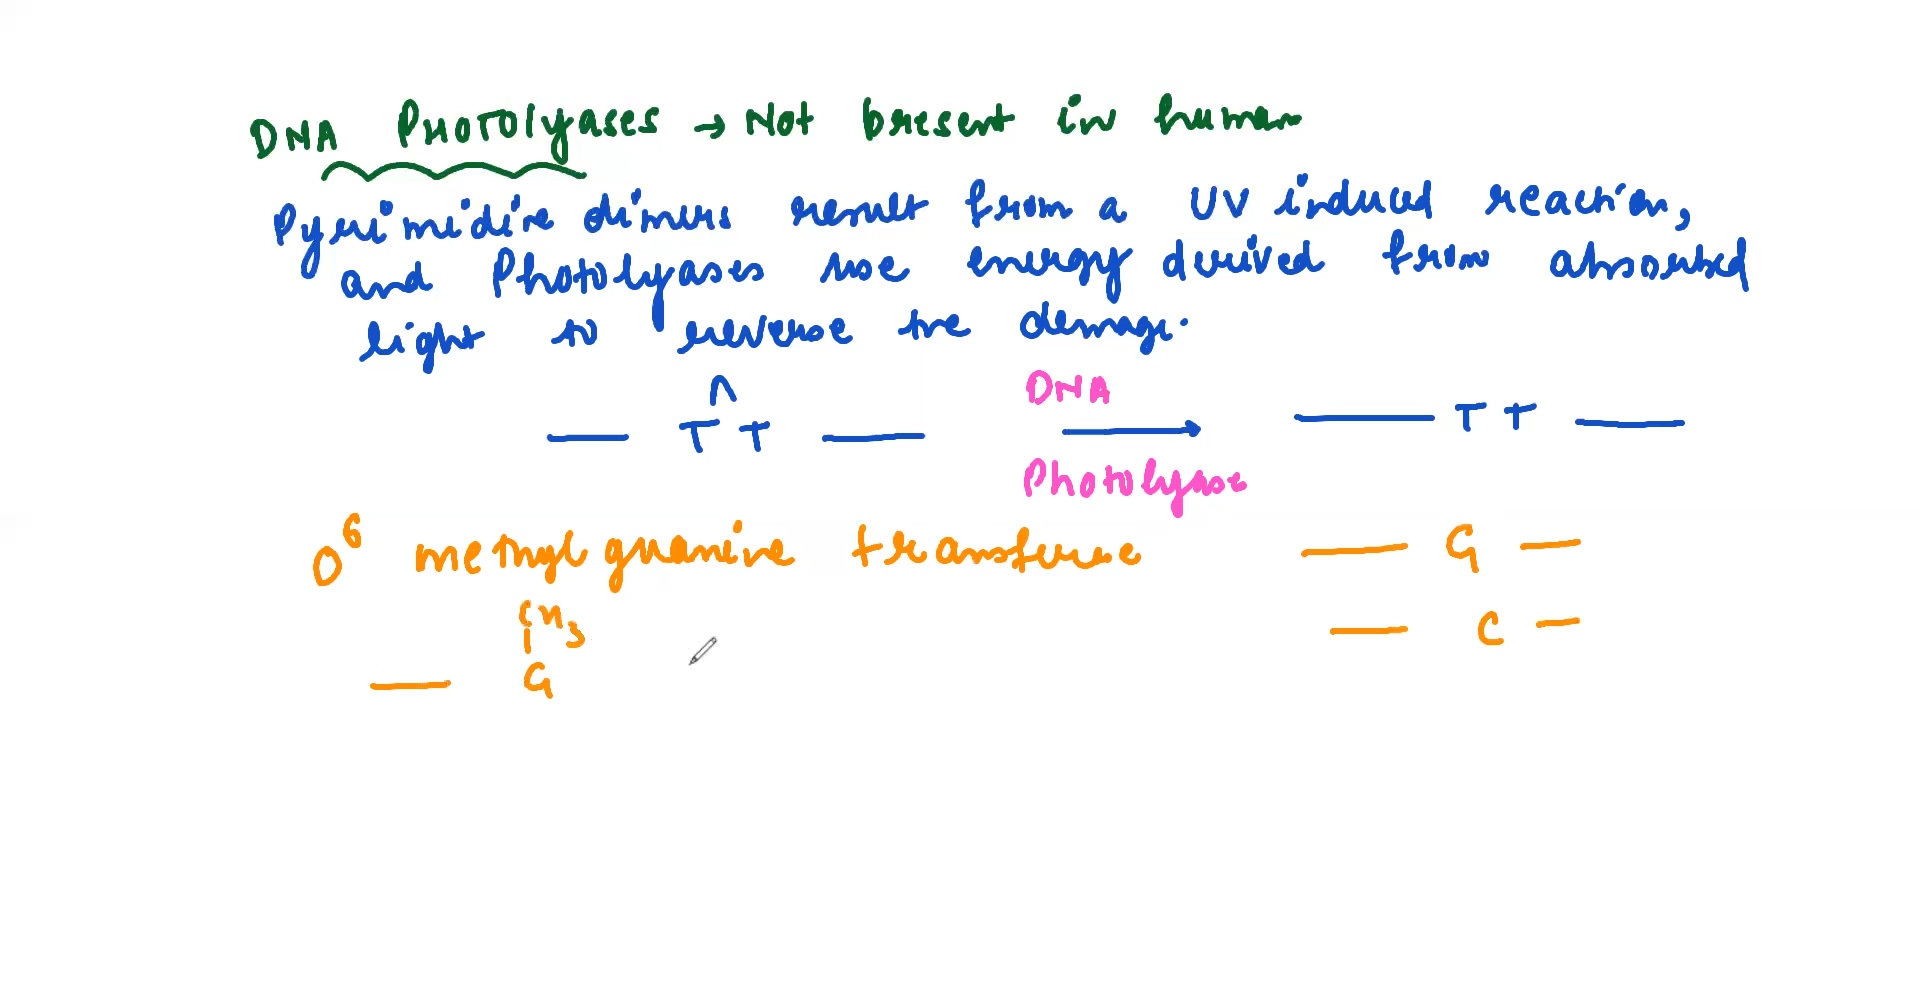 DNA Photolyases → Not present in human
Pyrimidine dimers result from a UV induced reaction,
and Photolyases use energy derived from absorbed
light to reverse the damage.
DNA
T T → T T
Photolyase
O⁶ methyl guanine transferase
G
CH₃
C
G